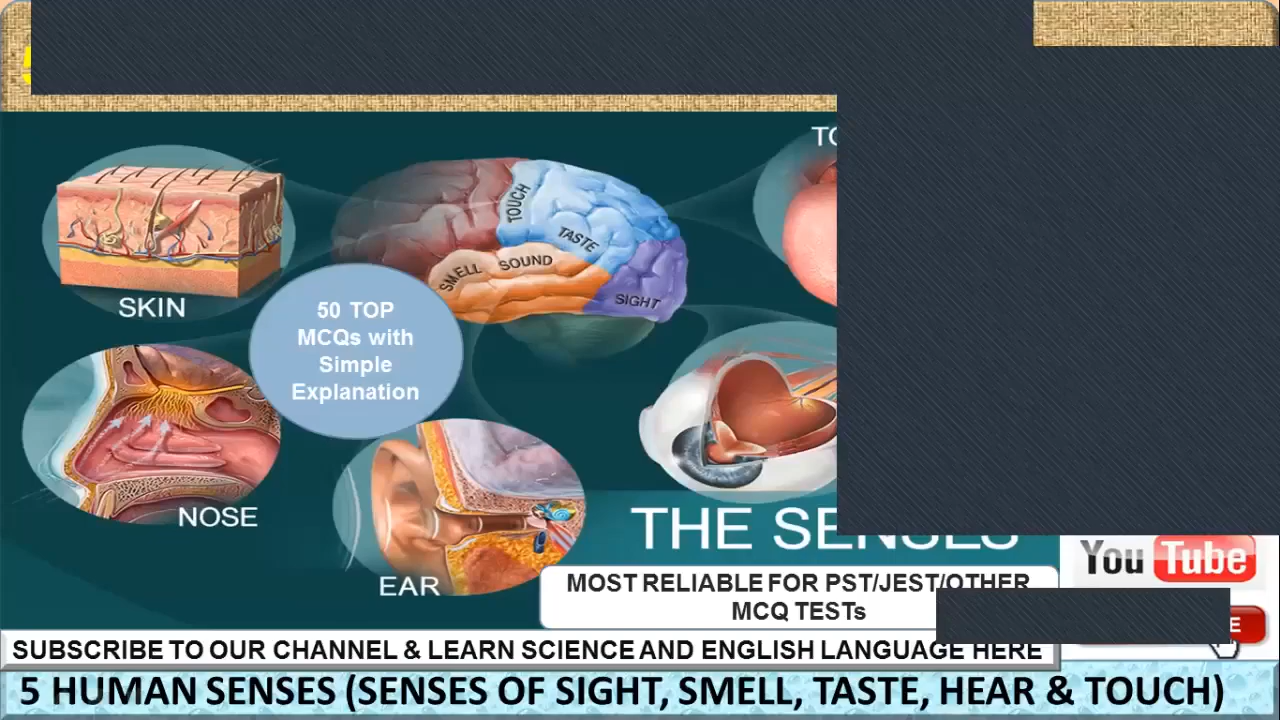 SKIN
TOUCH
TASTE
SMELL SOUND
SIGHT
50 TOP
MCQs with
Simple
Explanation
NOSE
EAR
THE SENSES
MOST RELIABLE FOR PST/JEST/OTHER
MCQ TESTs
YouTube
SUBSCRIBE TO OUR CHANNEL & LEARN SCIENCE AND ENGLISH LANGUAGE HERE
5 HUMAN SENSES (SENSES OF SIGHT, SMELL, TASTE, HEAR & TOUCH)